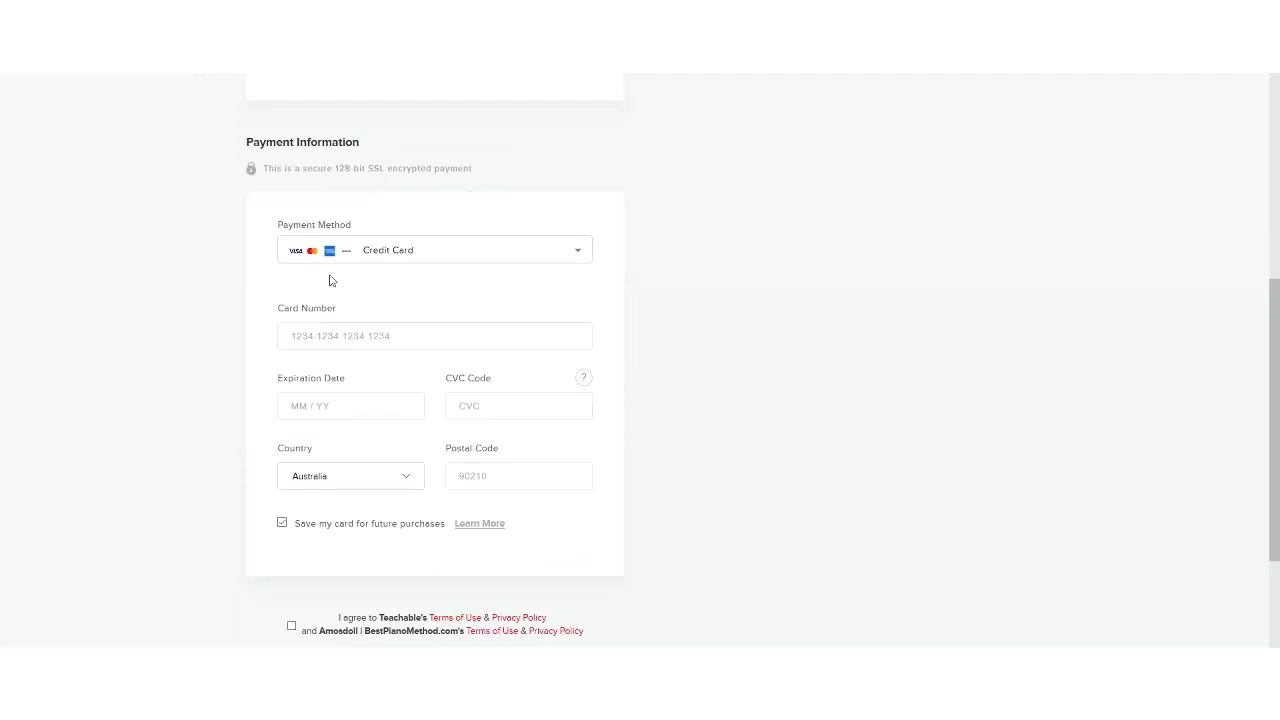 Payment Information
This is a secure 128-bit SSL encrypted payment
Payment Method
VISA — Credit Card
Card Number
1234 1234 1234 1234
Expiration Date CVC Code ?
MM / YY CVC
Country Postal Code
Australia 90210
Save my card for future purchases Learn More
I agree to Teachable's Terms of Use & Privacy Policy
and Amosdoll | BestPianoMethod.com's Terms of Use & Privacy Policy